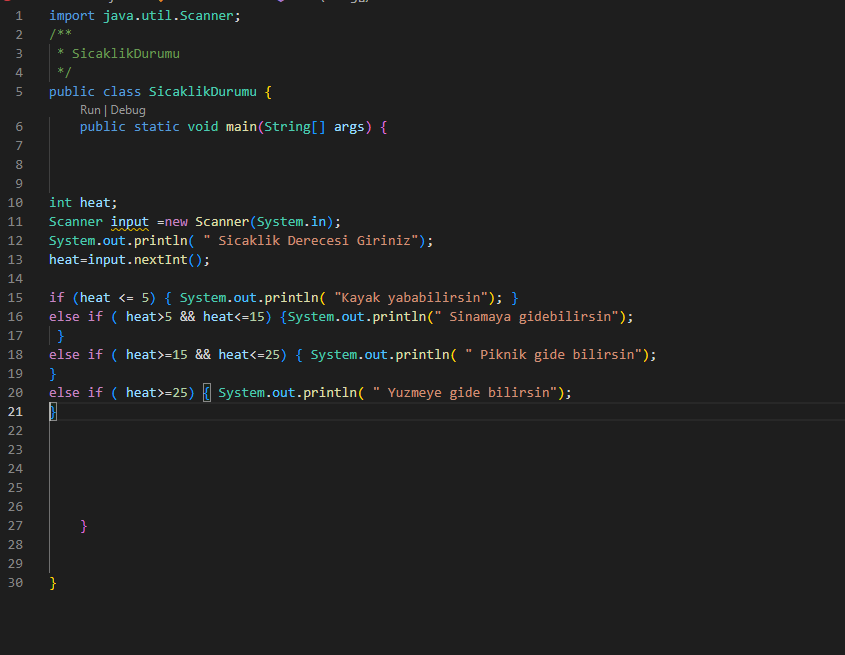 1 import java.util.Scanner;
2 /**
3 * SicaklikDurumu
4 */
5 public class SicaklikDurumu {
Run | Debug
6 public static void main(String[] args) {
7
8
9
10 int heat;
11 Scanner input =new Scanner(System.in);
12 System.out.println( " Sicaklik Derecesi Giriniz");
13 heat=input.nextInt();
14
15 if (heat <= 5) { System.out.println( "Kayak yababilirsin"); }
16 else if ( heat>5 && heat<=15) {System.out.println(" Sinamaya gidebilirsin");
17 }
18 else if ( heat>=15 && heat<=25) { System.out.println( " Piknik gide bilirsin");
19 }
20 else if ( heat>=25) { System.out.println( " Yuzmeye gide bilirsin");
21 }
22
23
24
25
26
27 }
28
29
30 }